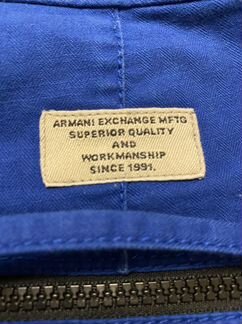 ARMANI EXCHANGE MFTG
SUPERIOR QUALITY
AND
WORKMANSHIP
SINCE 1991.